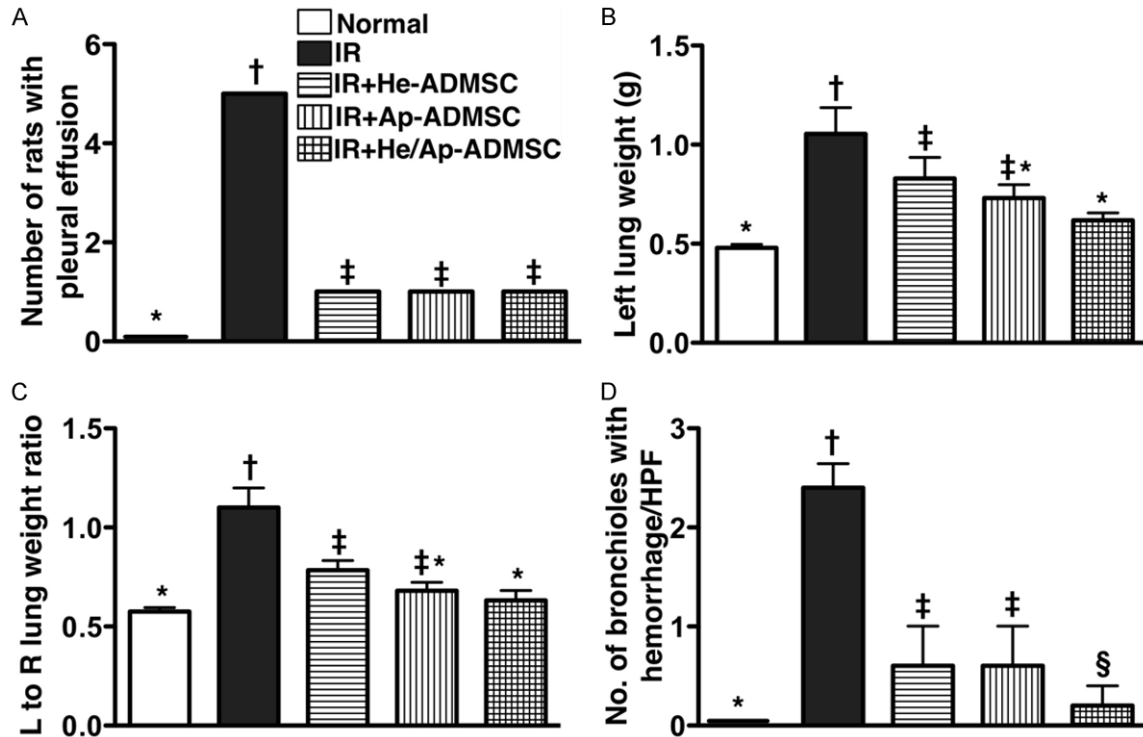 A
Number of rats with
pleural effusion
6
4
2
0
*
†
‡
‡
‡
Normal
IR
IR+He-ADMSC
IR+Ap-ADMSC
IR+He/Ap-ADMSC
B
Left lung weight (g)
1.5
1.0
0.5
0.0
*
†
‡
‡*
*
C
L to R lung weight ratio
1.5
1.0
0.5
0.0
*
†
‡
‡*
*
D
No. of bronchioles with
hemorrhage/HPF
3
2
1
0
*
†
‡
‡
§